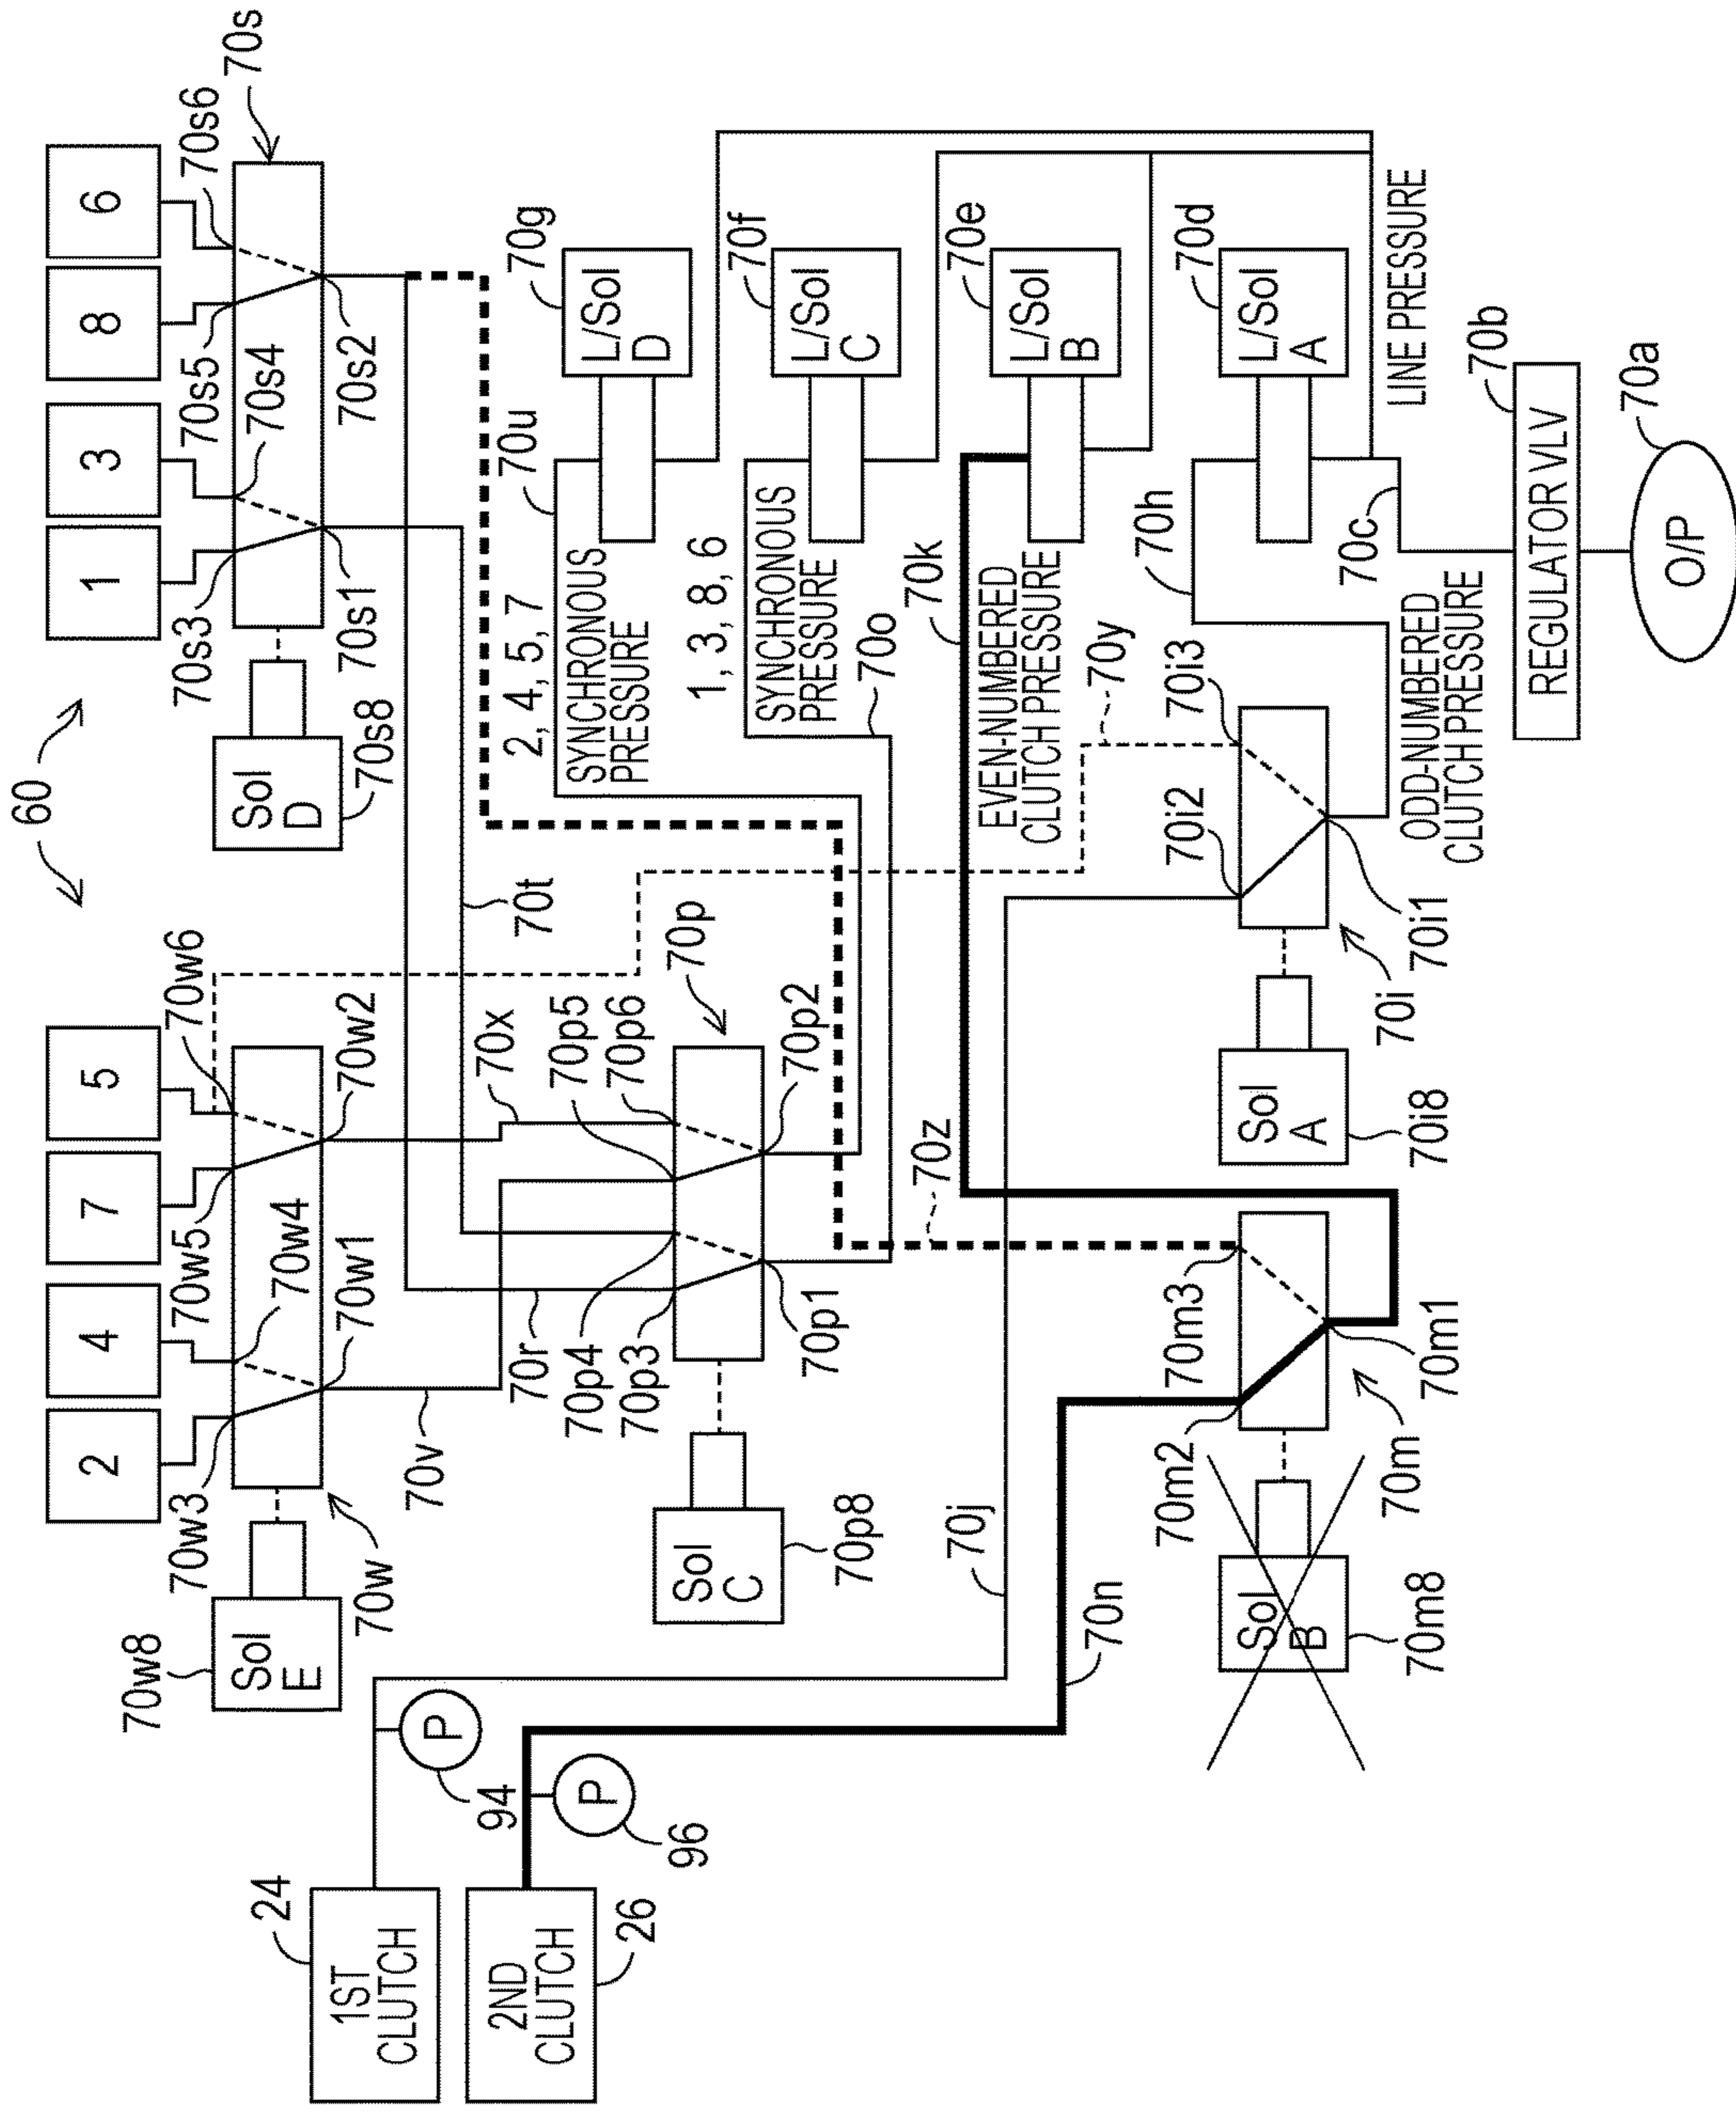 60
1ST
CLUTCH
24
2ND
CLUTCH
26
P
94
P
96
70w8
Sol
E
70w
2
4
7
5
70w3
70w4
70w5
70w6
70w1
70w2
70v
70r
70x
70t
Sol
D
70s8
1
3
8
6
70s3
70s4
70s5
70s6
70s1
70s2
70s
Sol
C
70p8
70p4
70p3
70p5
70p6
70p
70p1
70p2
2, 4, 5, 7
SYNCHRONOUS
PRESSURE
70u
L/Sol
D
70g
1, 3, 8, 6
SYNCHRONOUS
PRESSURE
70o
L/Sol
C
70f
EVEN-NUMBERED
CLUTCH PRESSURE
70k
L/Sol
B
70e
70h
L/Sol
A
70d
LINE PRESSURE
70c
ODD-NUMBERED
CLUTCH PRESSURE
70j
70n
70z
70y
Sol
B
70m8
70m2
70m3
70m
70m1
Sol
A
70i8
70i2
70i3
70i
70i1
REGULATOR VLV
70b
O/P
70a